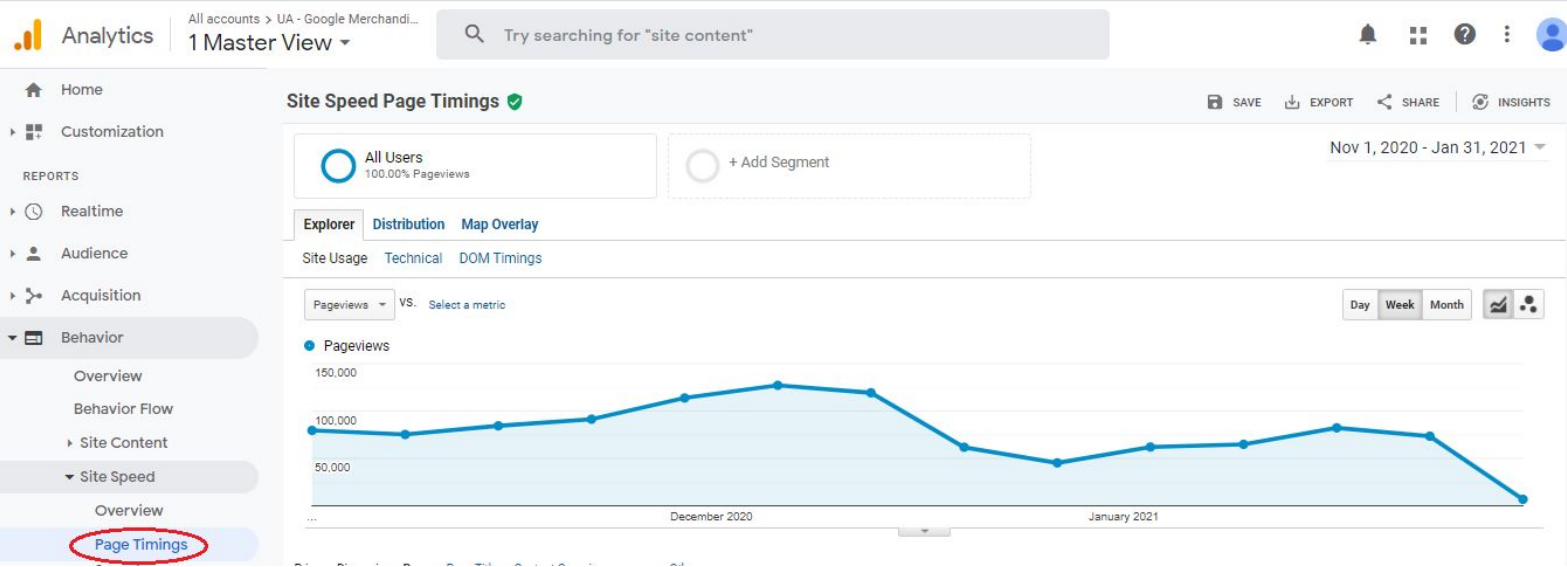 Analytics
All accounts > UA - Google Merchandi...
1 Master View
Try searching for "site content"
Home
Customization
REPORTS
Realtime
Audience
Acquisition
Behavior
Overview
Behavior Flow
Site Content
Site Speed
Overview
Page Timings
Site Speed Page Timings
SAVE EXPORT SHARE INSIGHTS
All Users
100.00% Pageviews
+ Add Segment
Nov 1, 2020 - Jan 31, 2021
Explorer Distribution Map Overlay
Site Usage Technical DOM Timings
Pageviews VS. Select a metric
Day Week Month
Pageviews
150,000
100,000
50,000
... December 2020 January 2021